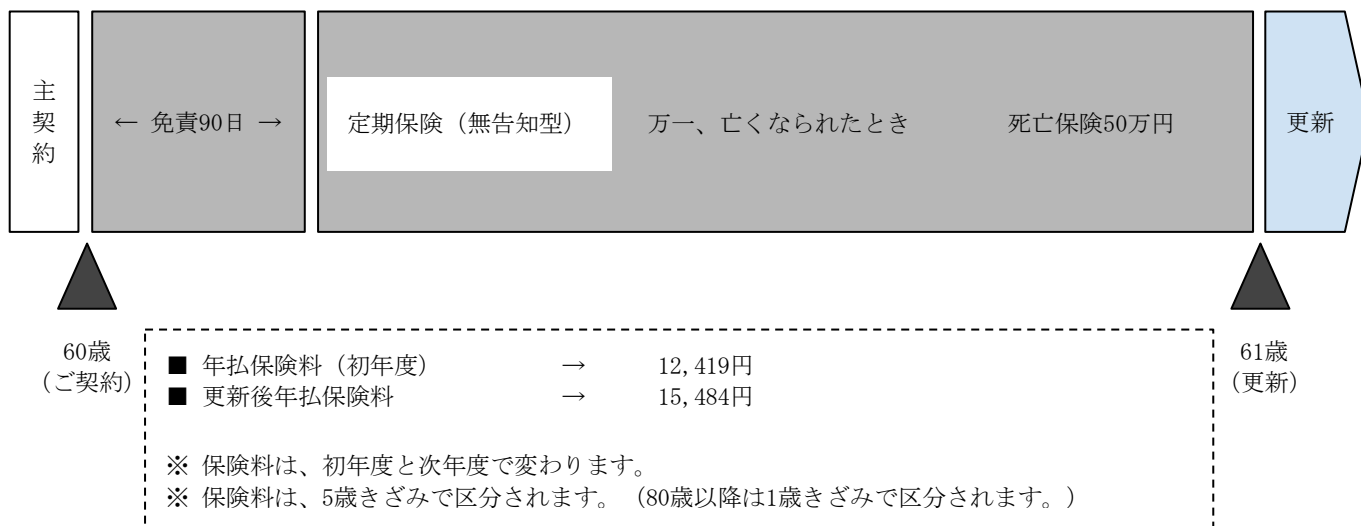 主契約
← 免責90日 →
定期保険（無告知型）
万一、亡くなられたとき
死亡保険50万円
更新
60歳
（ご契約）
61歳
（更新）
■ 年払保険料（初年度） → 12,419円
■ 更新後年払保険料 → 15,484円
※ 保険料は、初年度と次年度で変わります。
※ 保険料は、5歳きざみで区分されます。（80歳以降は1歳きざみで区分されます。）